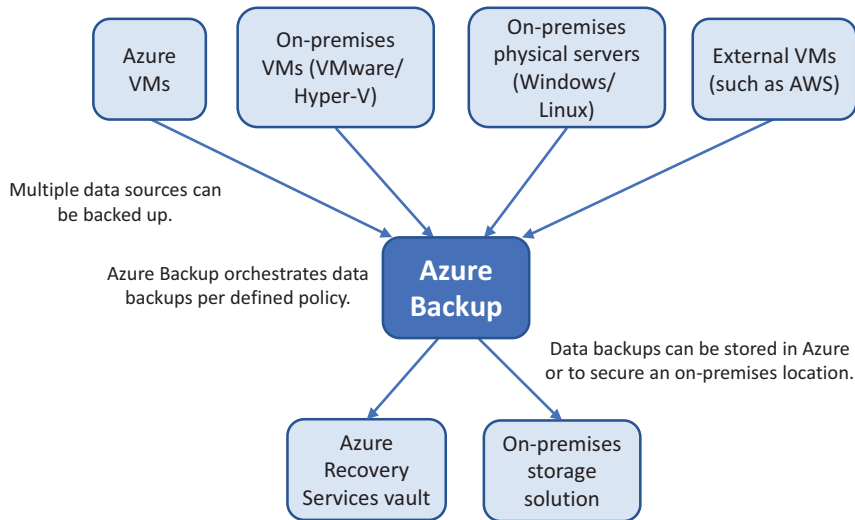 Azure
VMs
On-premises
VMs (VMware/
Hyper-V)
On-premises
physical servers
(Windows/
Linux)
External VMs
(such as AWS)
Multiple data sources can
be backed up.
Azure Backup orchestrates data
backups per defined policy.
Azure
Backup
Data backups can be stored in Azure
or to secure an on-premises location.
Azure
Recovery
Services vault
On-premises
storage
solution